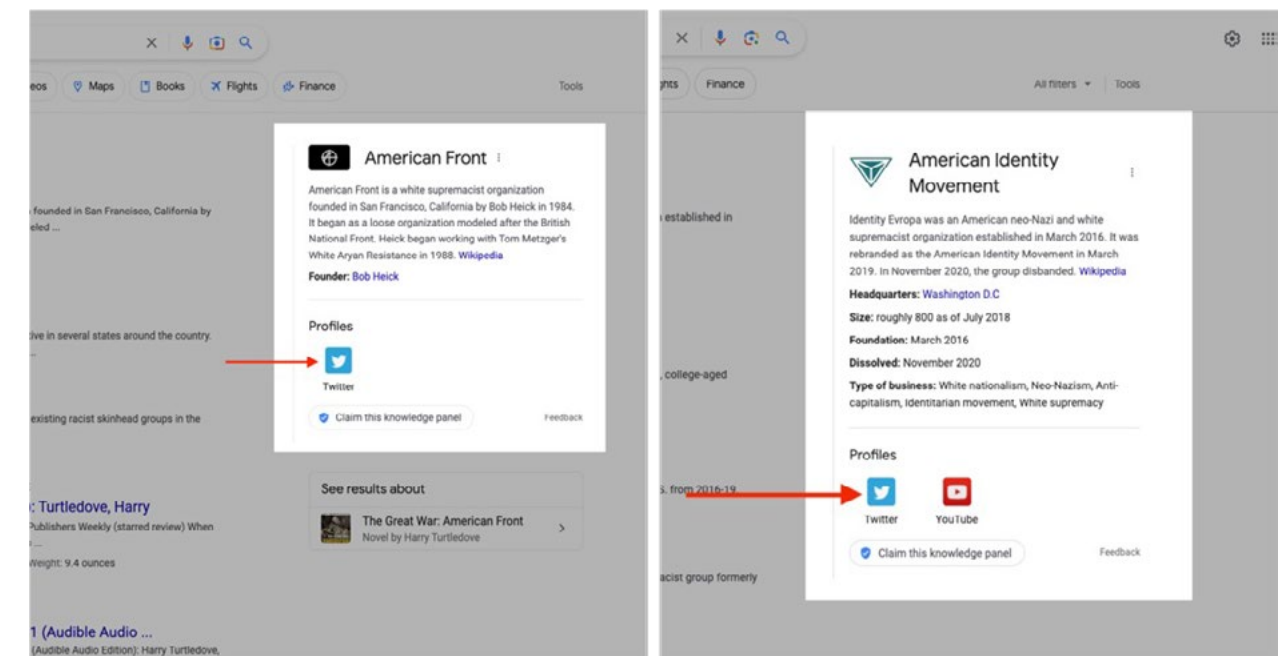 eos
Maps
Books
Flights
Finance
Tools
founded in San Francisco, California by
eled ...
ive in several states around the country.
existing racist skinhead groups in the
: Turtledove, Harry
Publishers Weekly (starred review) When
Weight: 9.4 ounces
1 (Audible Audio ...
(Audible Audio Edition): Harry Turtledove,
American Front
American Front is a white supremacist organization
founded in San Francisco, California by Bob Heick in 1984.
It began as a loose organization modeled after the British
National Front. Heick began working with Tom Metzger's
White Aryan Resistance in 1988. Wikipedia
Founder: Bob Heick
Profiles
Twitter
Claim this knowledge panel
Feedback
See results about
The Great War: American Front
Novel by Harry Turtledove
ghts
Finance
All filters
Tools
established in
, college-aged
S. from 2016-19.
acist group formerly
American Identity
Movement
Identity Evropa was an American neo-Nazi and white
supremacist organization established in March 2016. It was
rebranded as the American Identity Movement in March
2019. In November 2020, the group disbanded. Wikipedia
Headquarters: Washington D.C
Size: roughly 800 as of July 2018
Foundation: March 2016
Dissolved: November 2020
Type of business: White nationalism, Neo-Nazism, Anti-
capitalism, Identitarian movement, White supremacy
Profiles
Twitter
YouTube
Claim this knowledge panel
Feedback